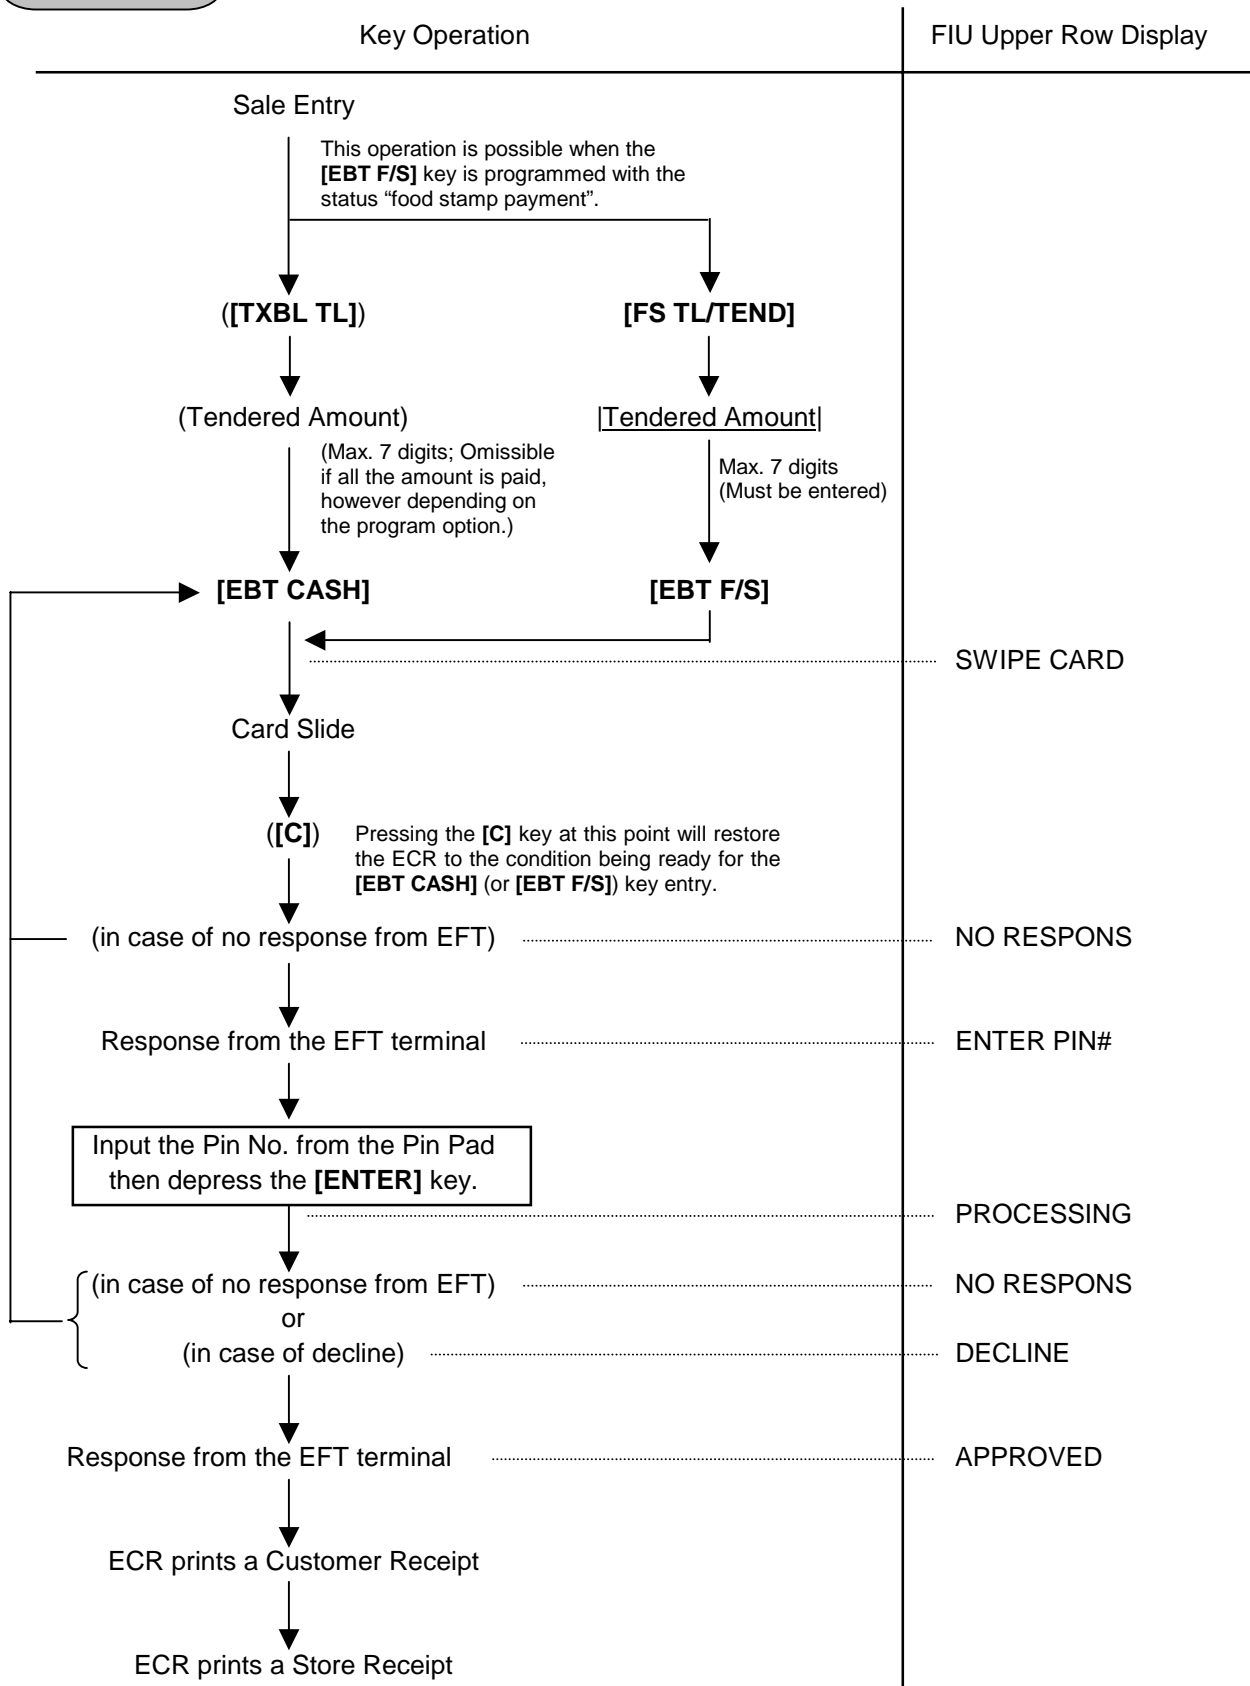 Key Operation
FIU Upper Row Display
Sale Entry
This operation is possible when the
[EBT F/S] key is programmed with the
status “food stamp payment”.
([TXBL TL])
[FS TL/TEND]
(Tendered Amount)
|Tendered Amount|
(Max. 7 digits; Omissible
if all the amount is paid,
however depending on
the program option.)
Max. 7 digits
(Must be entered)
[EBT CASH]
[EBT F/S]
SWIPE CARD
Card Slide
([C])
Pressing the [C] key at this point will restore
the ECR to the condition being ready for the
[EBT CASH] (or [EBT F/S]) key entry.
(in case of no response from EFT)
NO RESPONS
Response from the EFT terminal
ENTER PIN#
Input the Pin No. from the Pin Pad
then depress the [ENTER] key.
PROCESSING
(in case of no response from EFT)
NO RESPONS
or
(in case of decline)
DECLINE
Response from the EFT terminal
APPROVED
ECR prints a Customer Receipt
ECR prints a Store Receipt